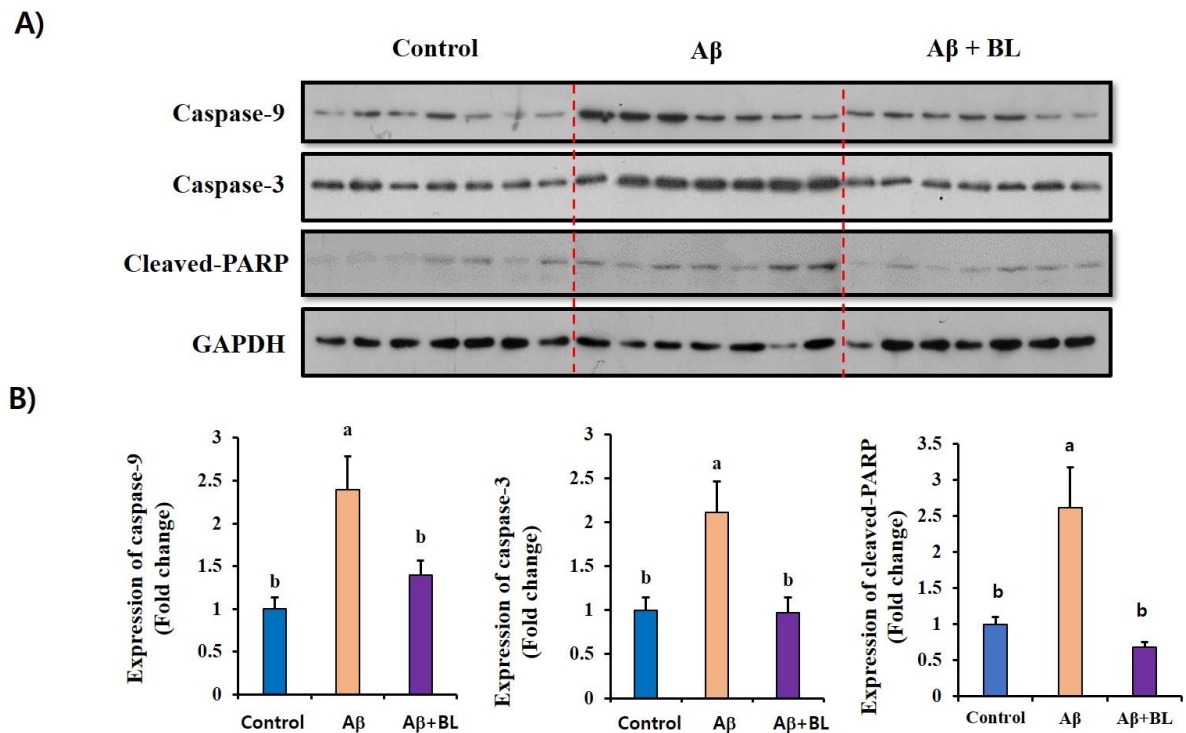 A)
Control Aβ Aβ + BL
Caspase-9
Caspase-3
Cleaved-PARP
GAPDH
B)
Expression of caspase-9
(Fold change)
3
2.5
2
1.5
1
0.5
0
b a b
Control Aβ Aβ+BL
Expression of caspase-3
(Fold change)
3
2.5
2
1.5
1
0.5
0
b a b
Control Aβ Aβ+BL
Expression of cleaved-PARP
(Fold change)
3.5
3
2.5
2
1.5
1
0.5
0
b a b
Control Aβ Aβ+BL